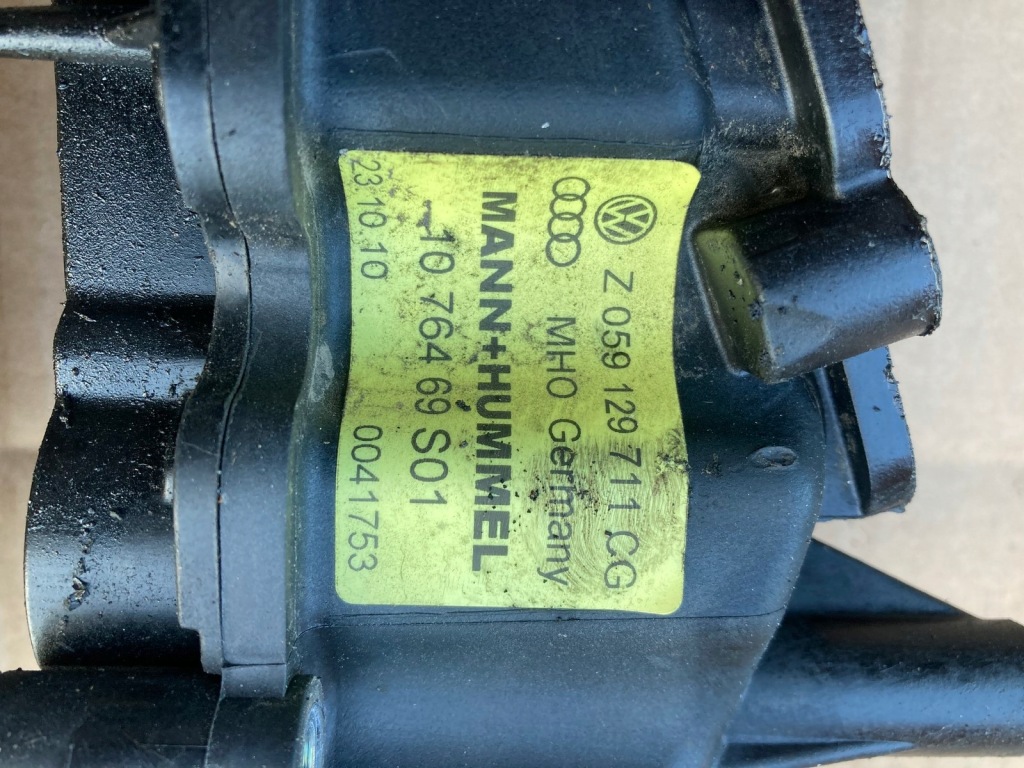 Z 059 129 711 CG
MHO Germany
MANN+HUMMEL
10 764 69 S01
23 10 10 0041753